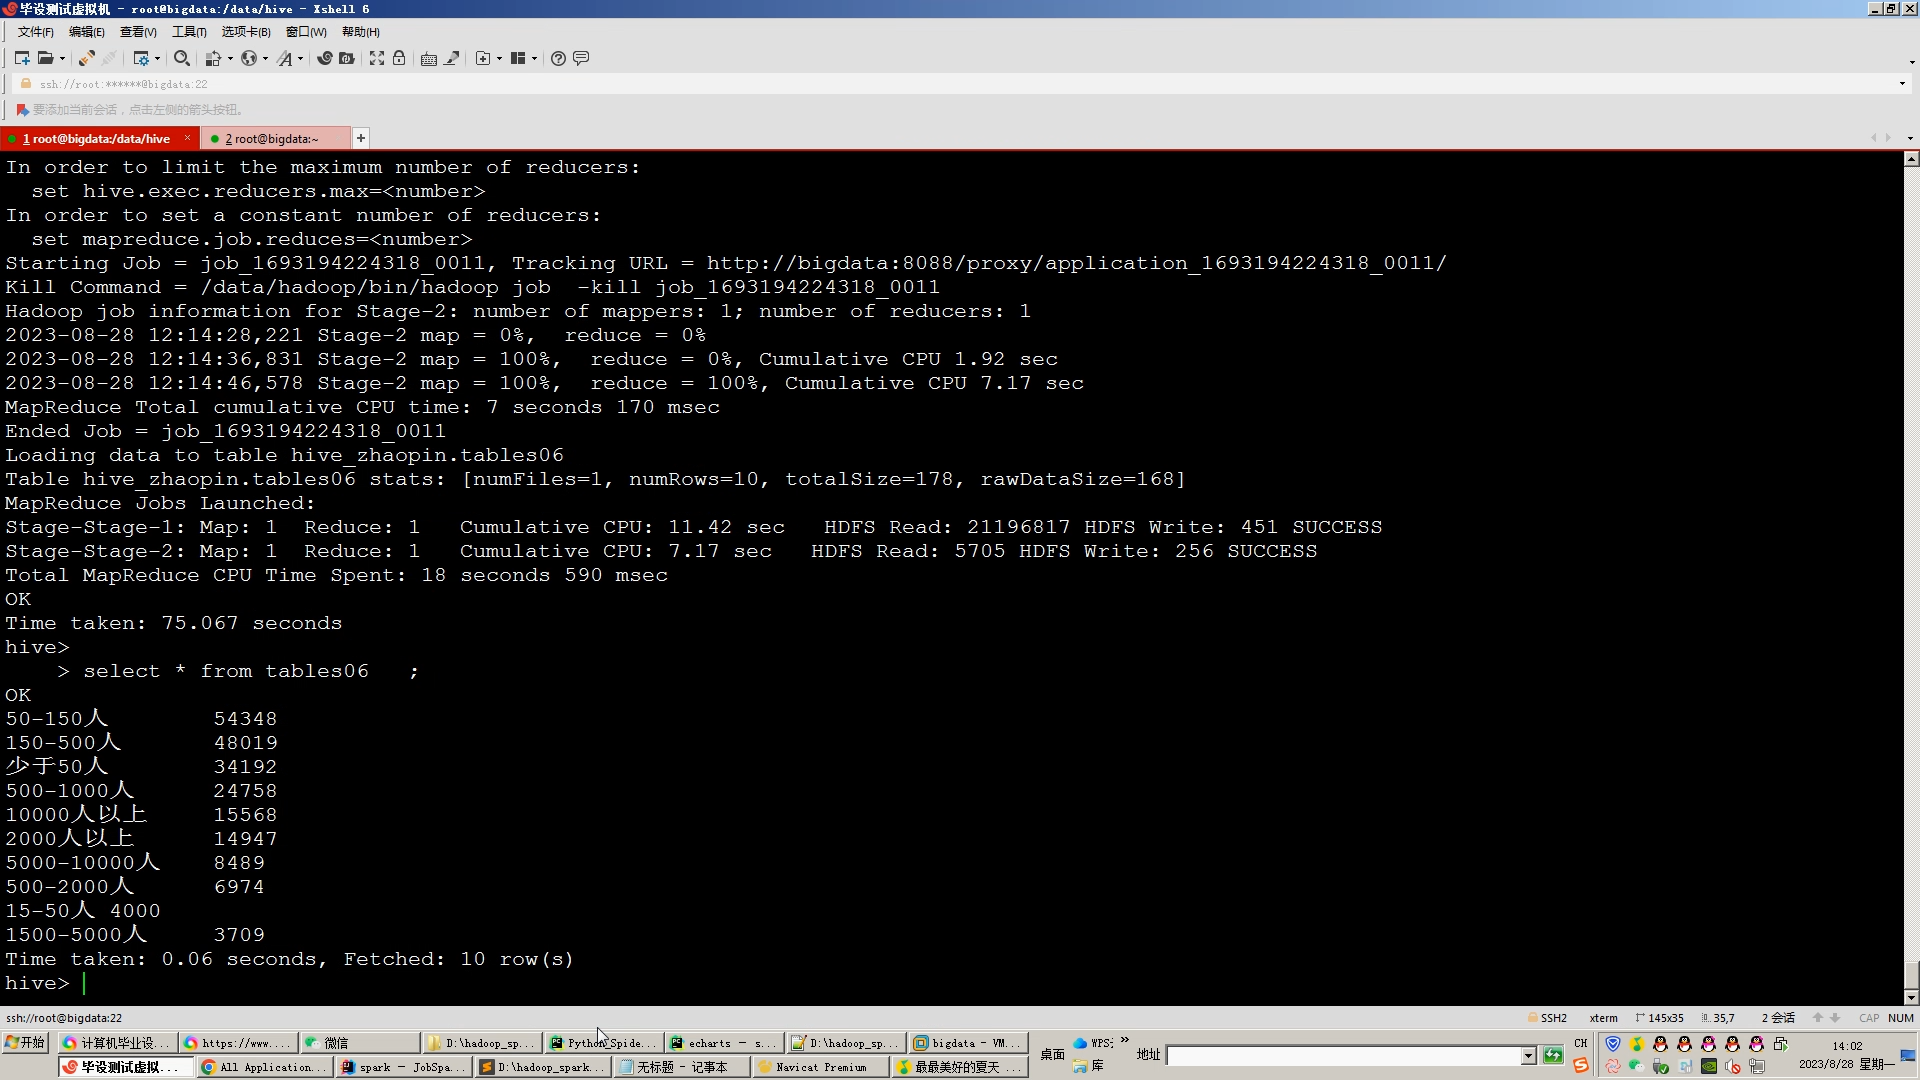 毕设测试虚拟机 - root@bigdata:/data/hive - Xshell 6
文件(F) 编辑(E) 查看(V) 工具(T) 选项卡(B) 窗口(W) 帮助(H)
ssh://root:******@bigdata:22
要添加当前会话，点击左侧的箭头按钮。
1 root@bigdata:/data/hive × 2 root@bigdata:~ +
In order to limit the maximum number of reducers:
set hive.exec.reducers.max=<number>
In order to set a constant number of reducers:
set mapreduce.job.reduces=<number>
Starting Job = job_1693194224318_0011, Tracking URL = http://bigdata:8088/proxy/application_1693194224318_0011/
Kill Command = /data/hadoop/bin/hadoop job  -kill job_1693194224318_0011
Hadoop job information for Stage-2: number of mappers: 1; number of reducers: 1
2023-08-28 12:14:28,221 Stage-2 map = 0%,  reduce = 0%
2023-08-28 12:14:36,831 Stage-2 map = 100%,  reduce = 0%, Cumulative CPU 1.92 sec
2023-08-28 12:14:46,578 Stage-2 map = 100%,  reduce = 100%, Cumulative CPU 7.17 sec
MapReduce Total cumulative CPU time: 7 seconds 170 msec
Ended Job = job_1693194224318_0011
Loading data to table hive_zhaopin.tables06
Table hive_zhaopin.tables06 stats: [numFiles=1, numRows=10, totalSize=178, rawDataSize=168]
MapReduce Jobs Launched:
Stage-Stage-1: Map: 1  Reduce: 1   Cumulative CPU: 11.42 sec   HDFS Read: 21196817 HDFS Write: 451 SUCCESS
Stage-Stage-2: Map: 1  Reduce: 1   Cumulative CPU: 7.17 sec   HDFS Read: 5705 HDFS Write: 256 SUCCESS
Total MapReduce CPU Time Spent: 18 seconds 590 msec
OK
Time taken: 75.067 seconds
hive>
> select * from tables06   ;
OK
50-150人 54348
150-500人 48019
少于50人 34192
500-1000人 24758
10000人以上 15568
2000人以上 14947
5000-10000人 8489
500-2000人 6974
15-50人 4000
1500-5000人 3709
Time taken: 0.06 seconds, Fetched: 10 row(s)
hive>
ssh://root@bigdata:22 SSH2 xterm 145x35 35,7 2 会话 CAP NUM
开始 计算机毕业设... https://www.... 微信 D:\hadoop_sp... Python_Spide... echarts - s... D:\hadoop_sp... bigdata - VM... 桌面 WPS » 地址 CH 14:02
毕设测试虚拟... All Application... spark - JobSpa... D:\hadoop_spark... 无标题 - 记事本 Navicat Premium 最最美好的夏天 ... 库 2023/8/28 星期一